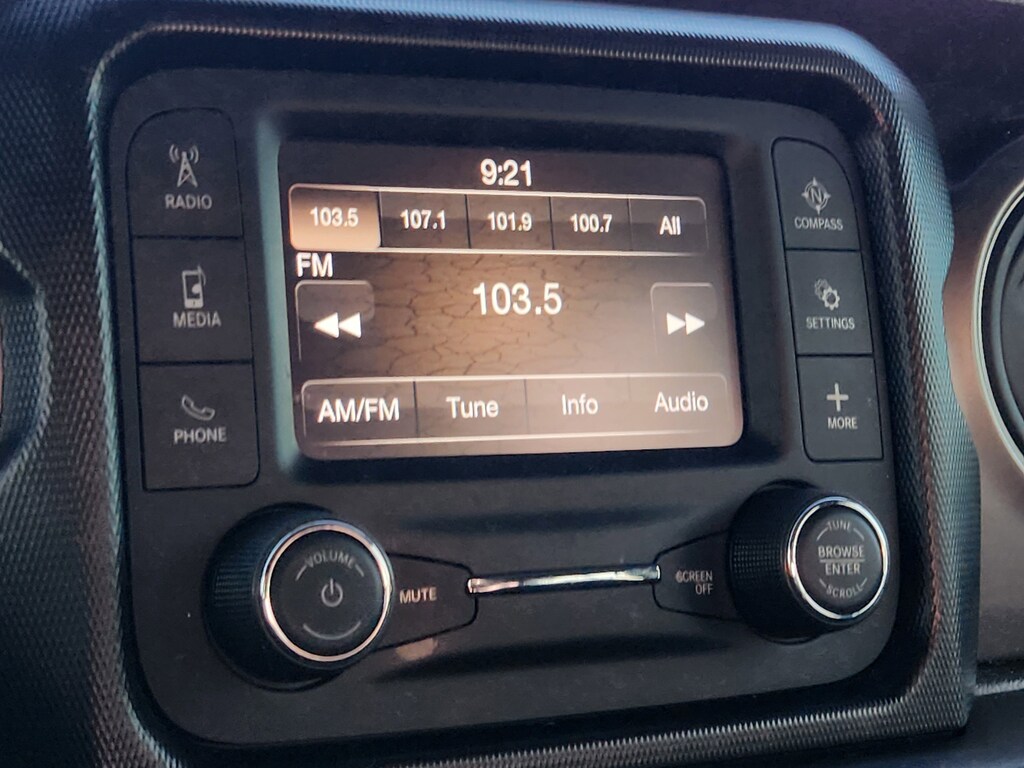 9:21
103.5 107.1 101.9 100.7 All
FM
103.5
AM/FM Tune Info Audio
RADIO
MEDIA
PHONE
N
COMPASS
SETTINGS
MORE
VOLUME
MUTE
SCREEN
OFF
TUNE
BROWSE
ENTER
SCROLL